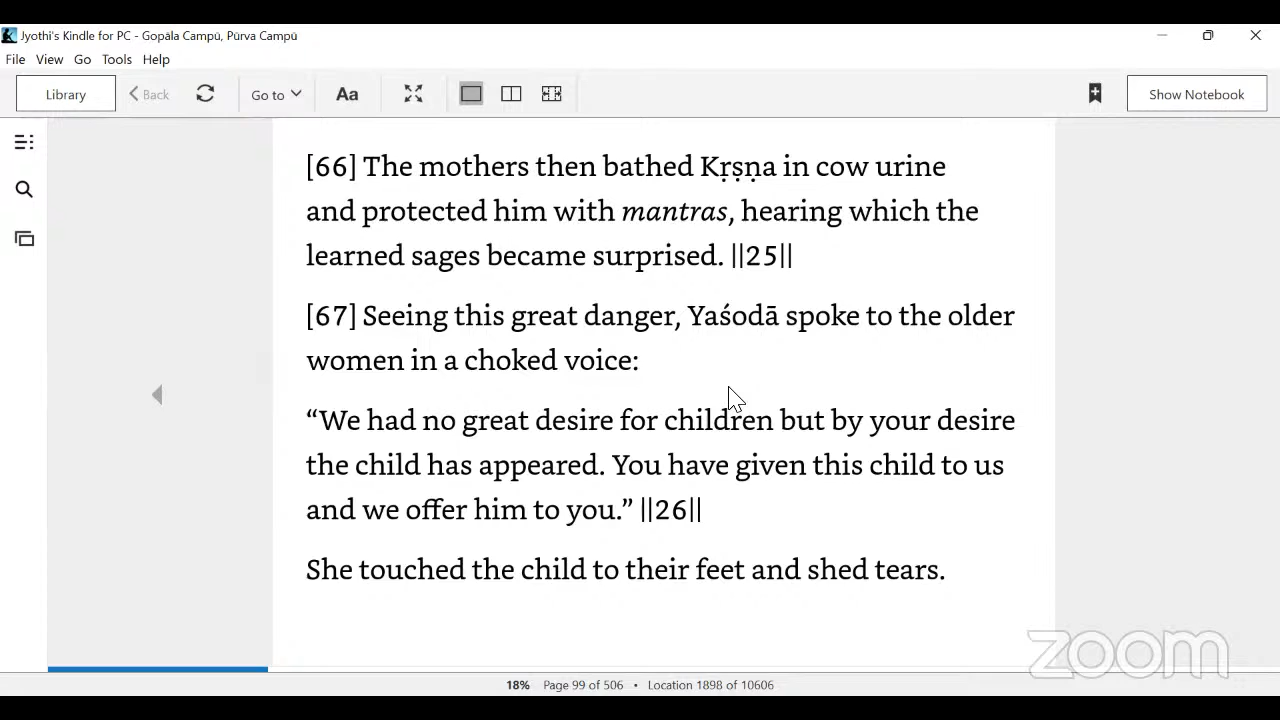 Jyothi's Kindle for PC - Gopāla Campū, Pūrva Campū
File View Go Tools Help
Library Back Go to Aa Show Notebook
[66] The mothers then bathed Kṛṣṇa in cow urine
and protected him with mantras, hearing which the
learned sages became surprised. ||25||
[67] Seeing this great danger, Yaśodā spoke to the older
women in a choked voice:
“We had no great desire for children but by your desire
the child has appeared. You have given this child to us
and we offer him to you.” ||26||
She touched the child to their feet and shed tears.
zoom
18% Page 99 of 506 • Location 1898 of 10606